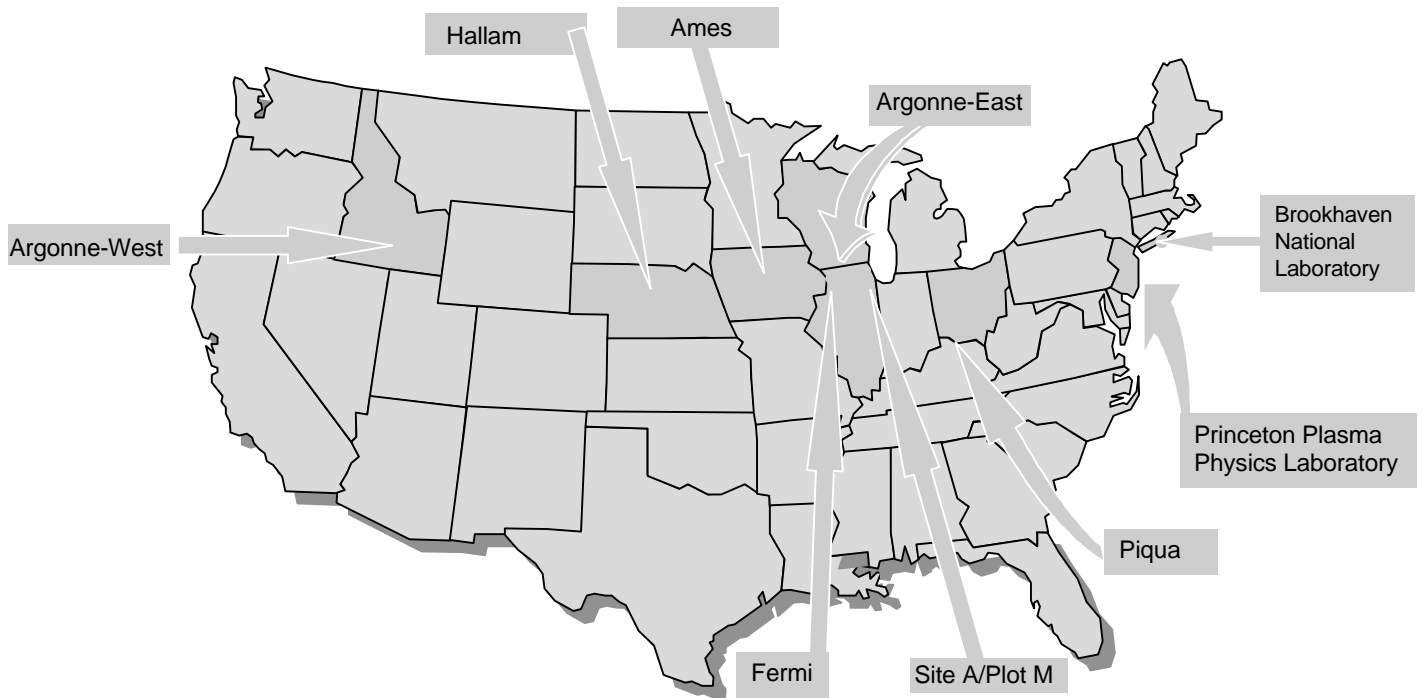 Hallam
Ames
Argonne-East
Argonne-West
Brookhaven
National
Laboratory
Princeton Plasma
Physics Laboratory
Piqua
Fermi
Site A/Plot M